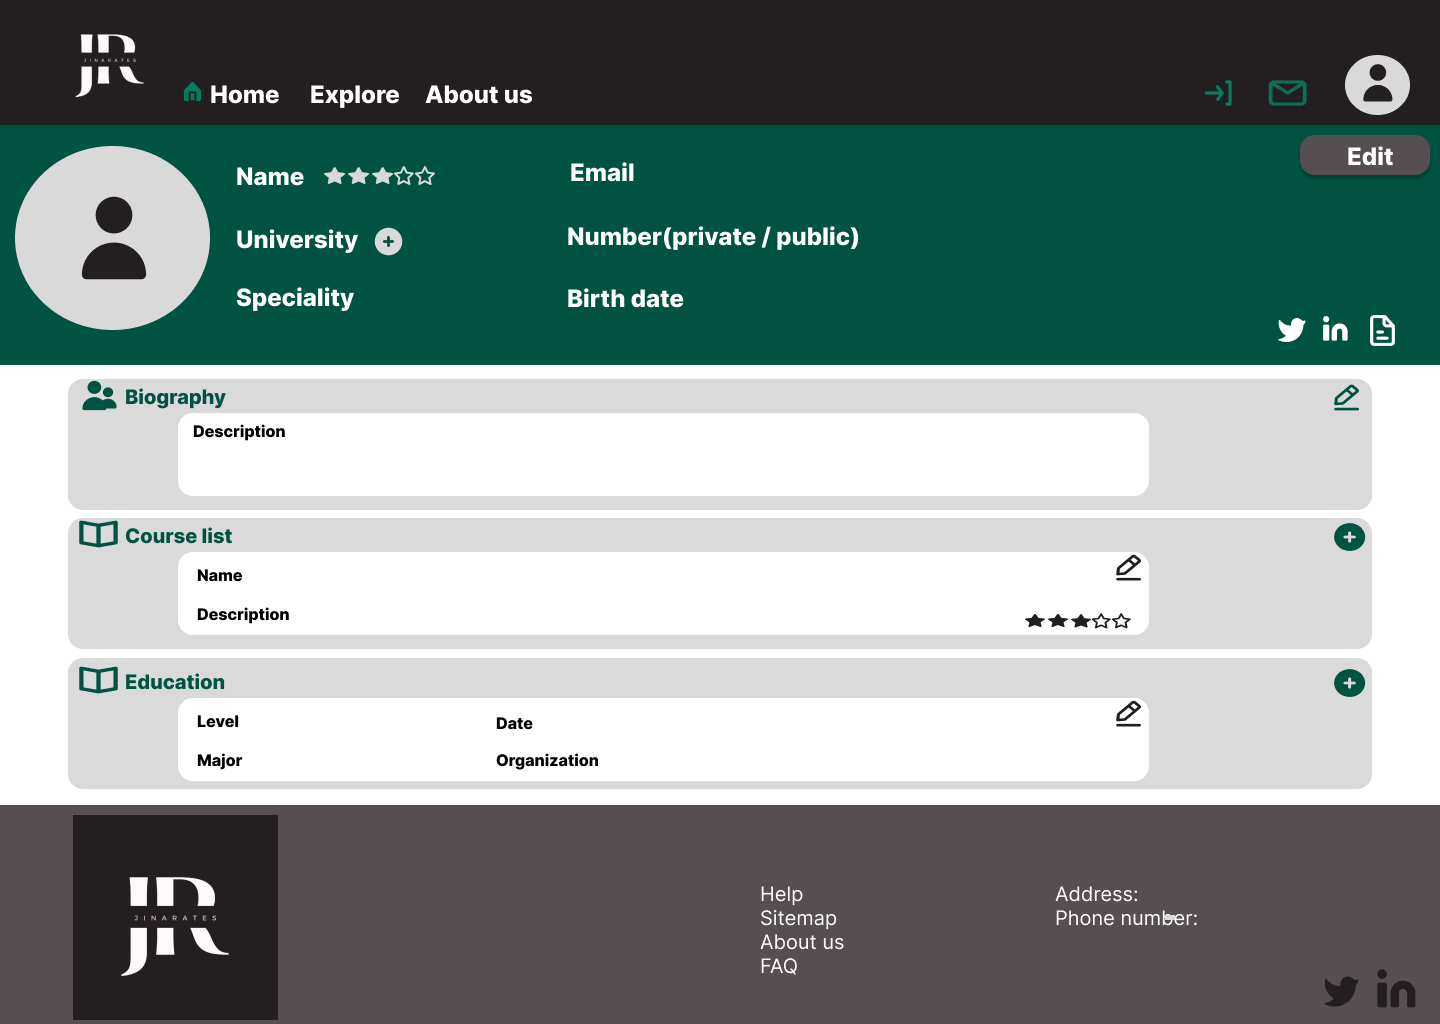 JR
JINARATES
Home Explore About us
Edit
Name Email
University Number(private / public)
Speciality Birth date
in
Biography
Description
Course list
Name
Description
Education
Level Date
Major Organization
JR
JINARATES
Help Address:
Sitemap Phone number:
About us
FAQ
in